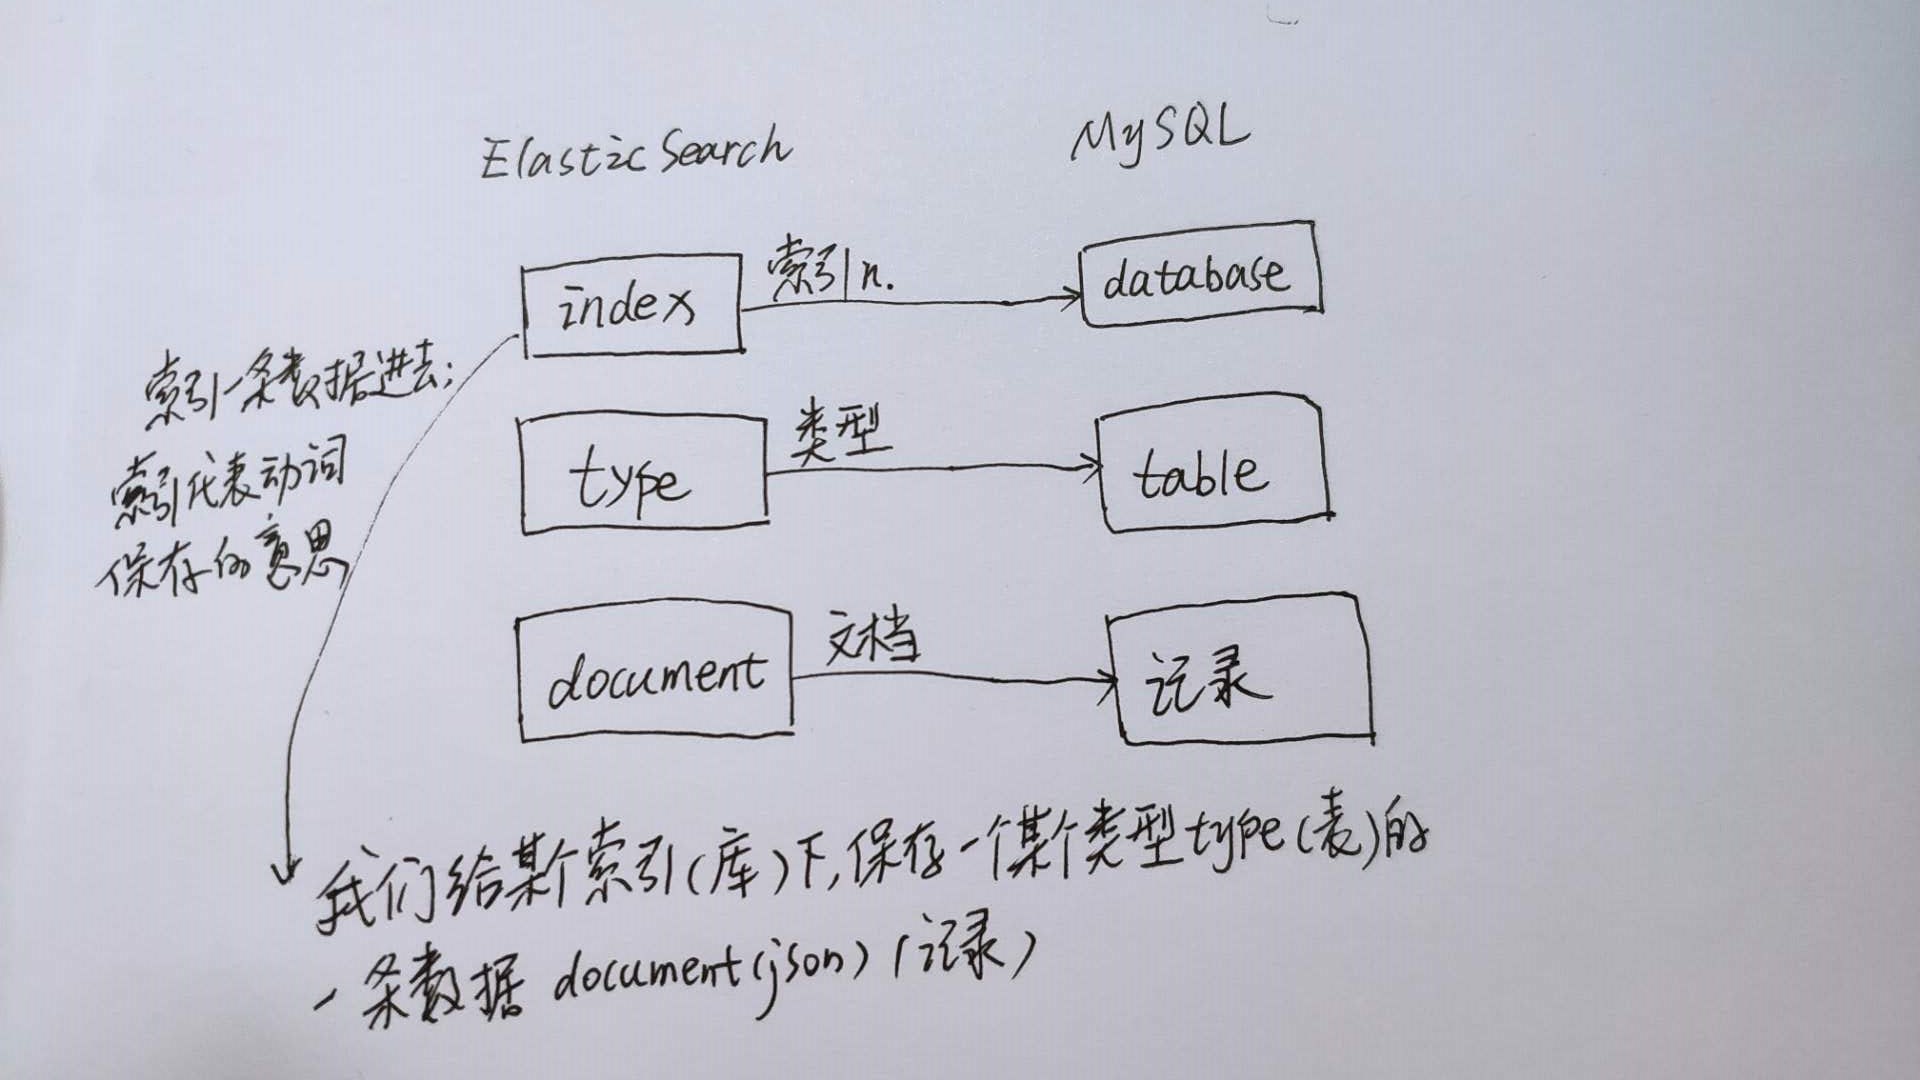 ElasticSearch
MySQL
index
索引n.
database
索引一条数据进去;
索引代表动词
保存的意思
type
类型
table
document
文档
记录
我们给某个索引(库)下,保存一个某个类型type(表)的
一条数据 document(json)(记录)